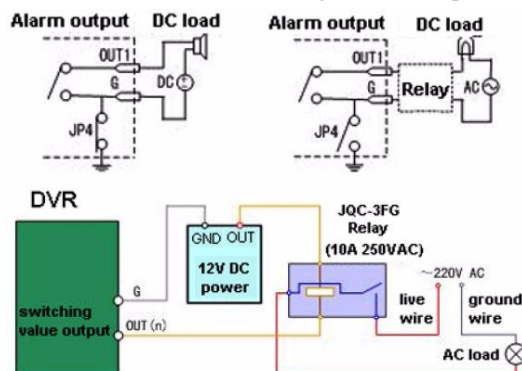 Alarm output
DC load
OUT1
G
DC
JP4
Alarm output
DC load
G
Relay
AC
JP4
DVR
switching
value output
G
OUT(n)
GND OUT
12V DC
power
JQC-3FG
Relay
(10A 250VAC)
~220V AC
live
wire
ground
wire
AC load